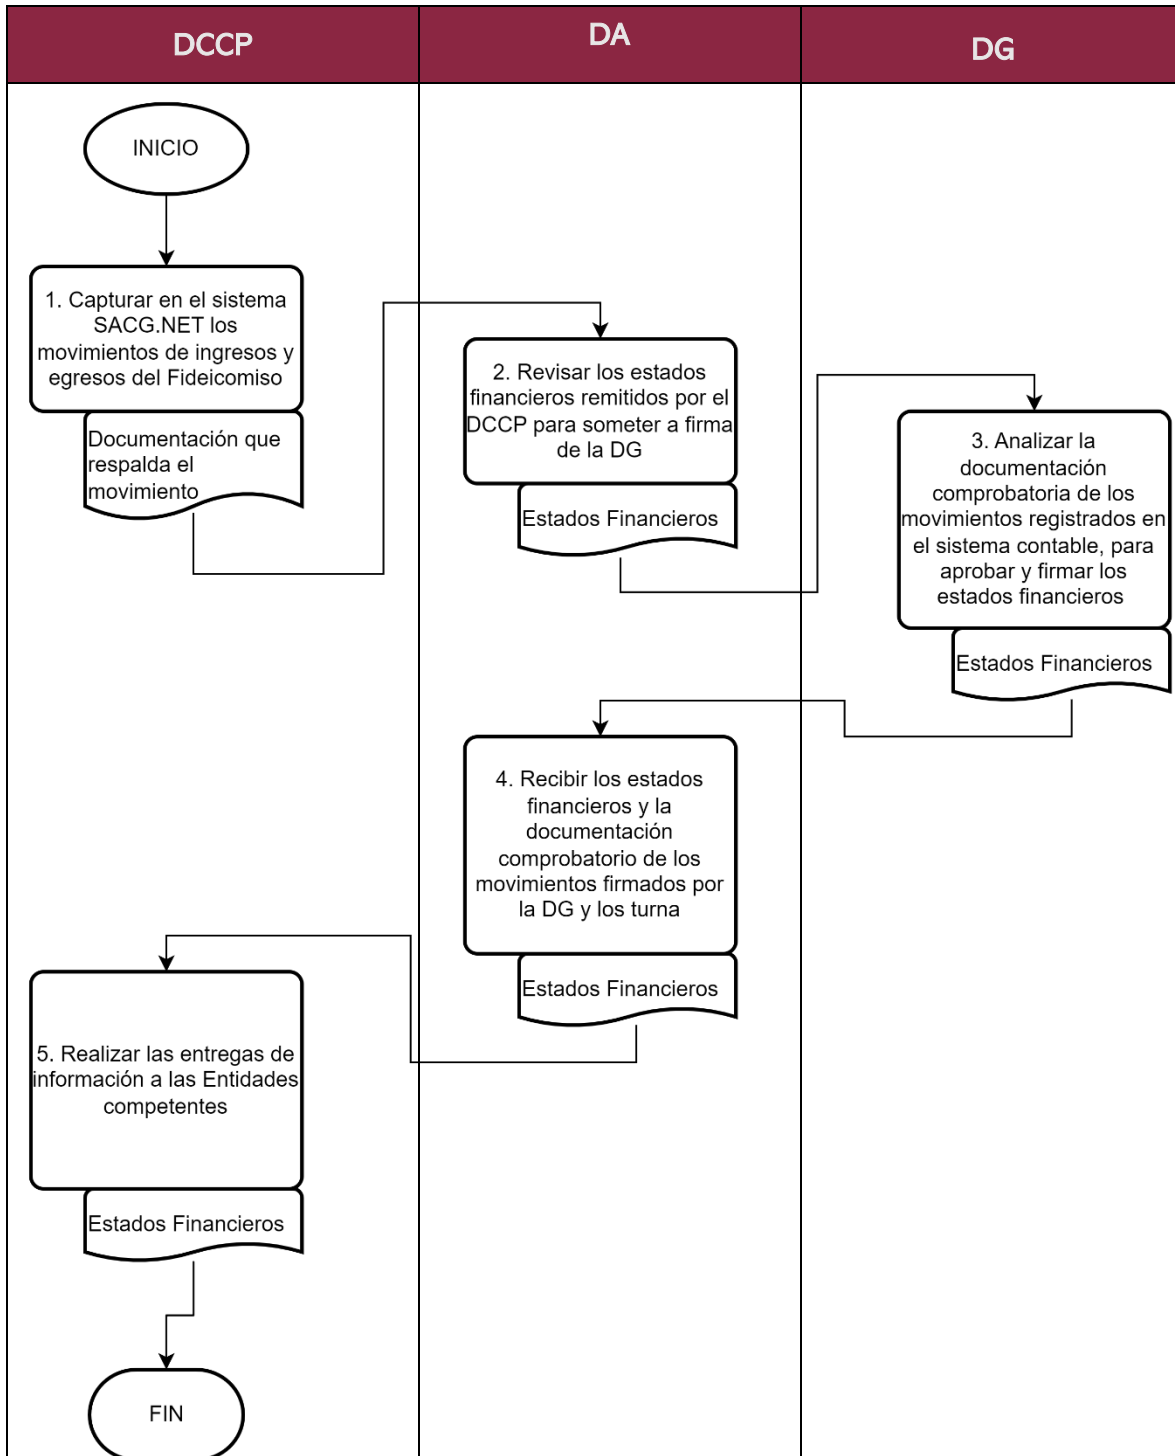 DCCP
DA
DG
INICIO
1. Capturar en el sistema
SACG.NET los
movimientos de ingresos y
egresos del Fideicomiso
Documentación que
respalda el
movimiento
2. Revisar los estados
financieros remitidos por el
DCCP para someter a firma
de la DG
Estados Financieros
3. Analizar la
documentación
comprobatoria de los
movimientos registrados en
el sistema contable, para
aprobar y firmar los
estados financieros
Estados Financieros
4. Recibir los estados
financieros y la
documentación
comprobatorio de los
movimientos firmados por
la DG y los turna
Estados Financieros
5. Realizar las entregas de
información a las Entidades
competentes
Estados Financieros
FIN